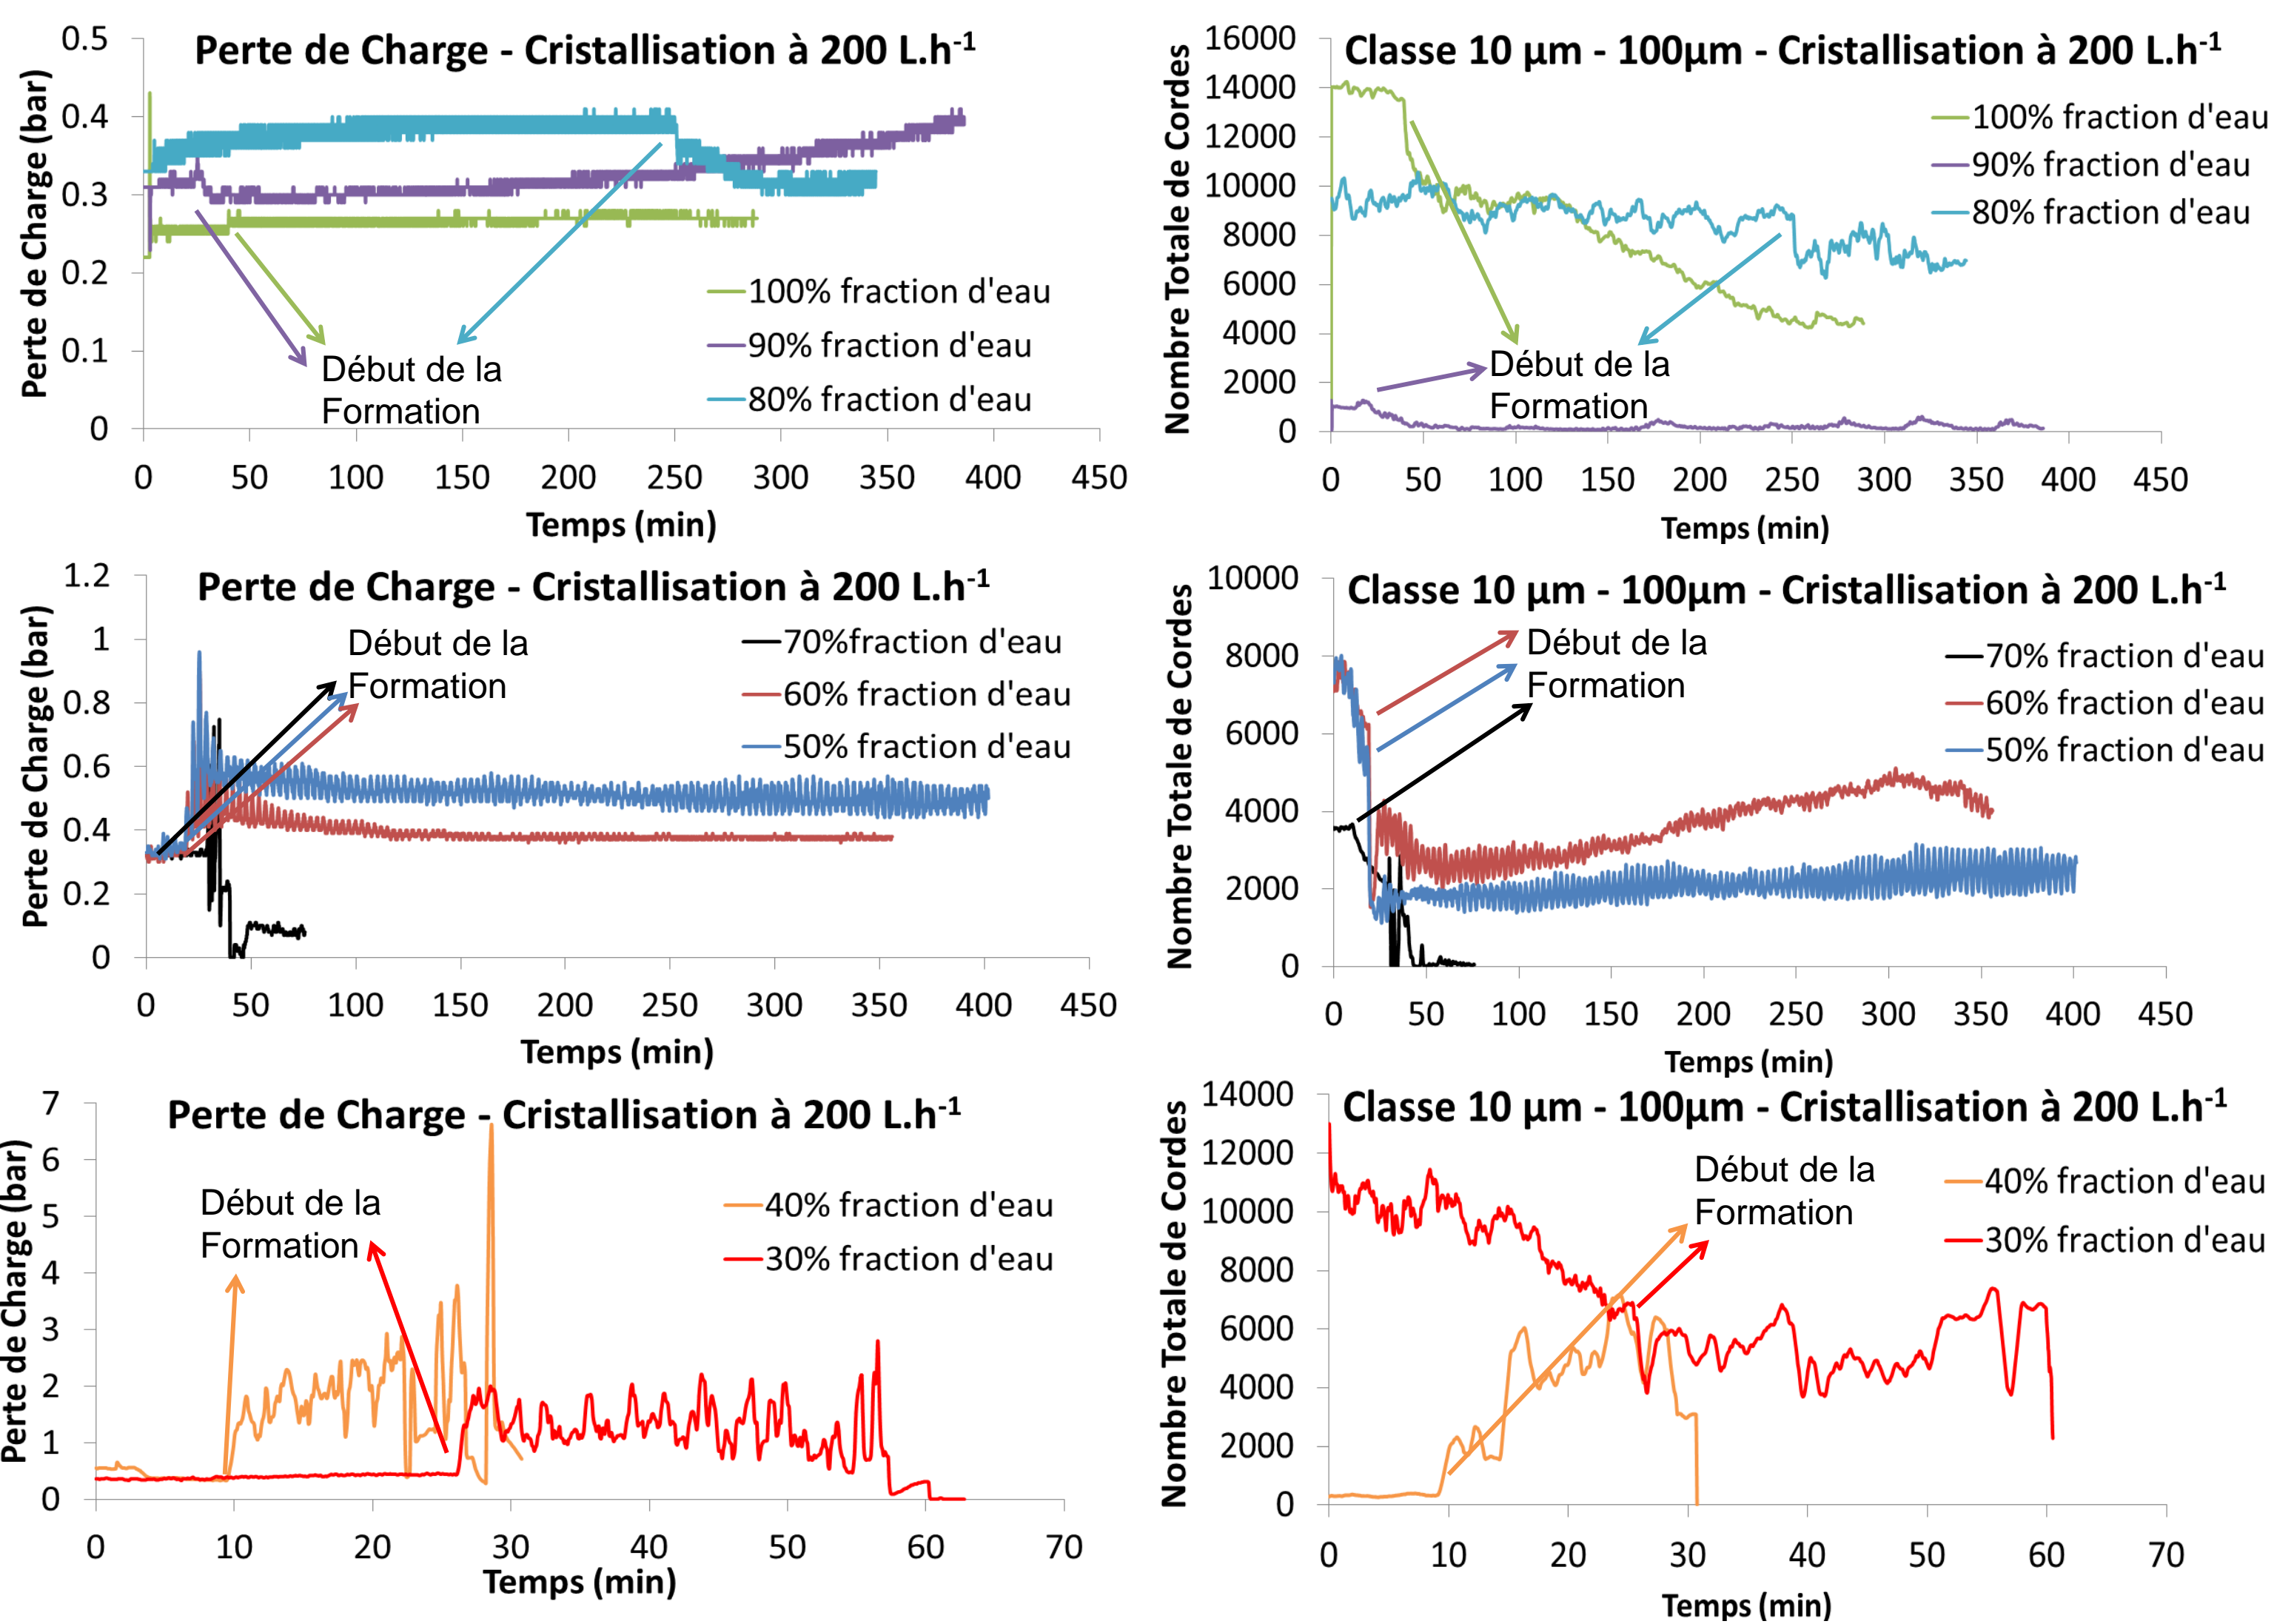 Perte de Charge - Cristallisation à 200 L.h-1
Perte de Charge (bar)
0.5
0.4
0.3
0.2
0.1
0
100% fraction d'eau
90% fraction d'eau
80% fraction d'eau
Début de la
Formation
0 50 100 150 200 250 300 350 400 450
Temps (min)
Classe 10 µm - 100µm - Cristallisation à 200 L.h-1
Nombre Totale de Cordes
16000
14000
12000
10000
8000
6000
4000
2000
0
100% fraction d'eau
90% fraction d'eau
80% fraction d'eau
Début de la
Formation
0 50 100 150 200 250 300 350 400 450
Temps (min)
Perte de Charge - Cristallisation à 200 L.h-1
Perte de Charge (bar)
1.2
1
0.8
0.6
0.4
0.2
0
Début de la
Formation
70%fraction d'eau
60% fraction d'eau
50% fraction d'eau
0 50 100 150 200 250 300 350 400 450
Temps (min)
Classe 10 µm - 100µm - Cristallisation à 200 L.h-1
Nombre Totale de Cordes
10000
8000
6000
4000
2000
0
Début de la
Formation
70% fraction d'eau
60% fraction d'eau
50% fraction d'eau
0 50 100 150 200 250 300 350 400 450
Temps (min)
Perte de Charge - Cristallisation à 200 L.h-1
Perte de Charge (bar)
7
6
5
4
3
2
1
0
Début de la
Formation
40% fraction d'eau
30% fraction d'eau
0 10 20 30 40 50 60 70
Temps (min)
Classe 10 µm - 100µm - Cristallisation à 200 L.h-1
Nombre Totale de Cordes
14000
12000
10000
8000
6000
4000
2000
0
Début de la
Formation
40% fraction d'eau
30% fraction d'eau
0 10 20 30 40 50 60 70
Temps (min)